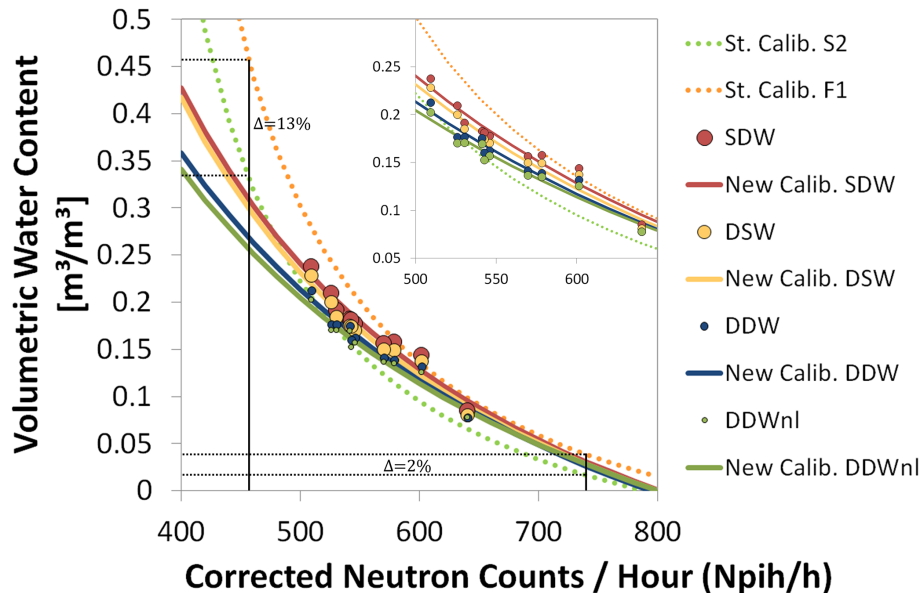 Volumetric Water Content
[m³/m³]
0.5
0.45
0.4
0.35
0.3
0.25
0.2
0.15
0.1
0.05
0
400
500
600
700
800
Corrected Neutron Counts / Hour (Npih/h)
Δ=13%
Δ=2%
0.25
0.2
0.15
0.1
0.05
500
550
600
St. Calib. S2
St. Calib. F1
SDW
New Calib. SDW
DSW
New Calib. DSW
DDW
New Calib. DDW
DDWnl
New Calib. DDWnl